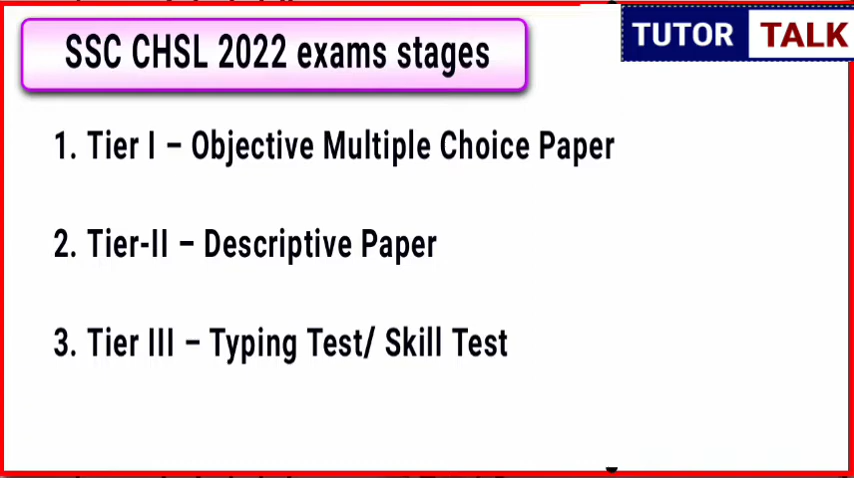 SSC CHSL 2022 exams stages
TUTOR TALK
1. Tier I – Objective Multiple Choice Paper
2. Tier-II – Descriptive Paper
3. Tier III – Typing Test/ Skill Test